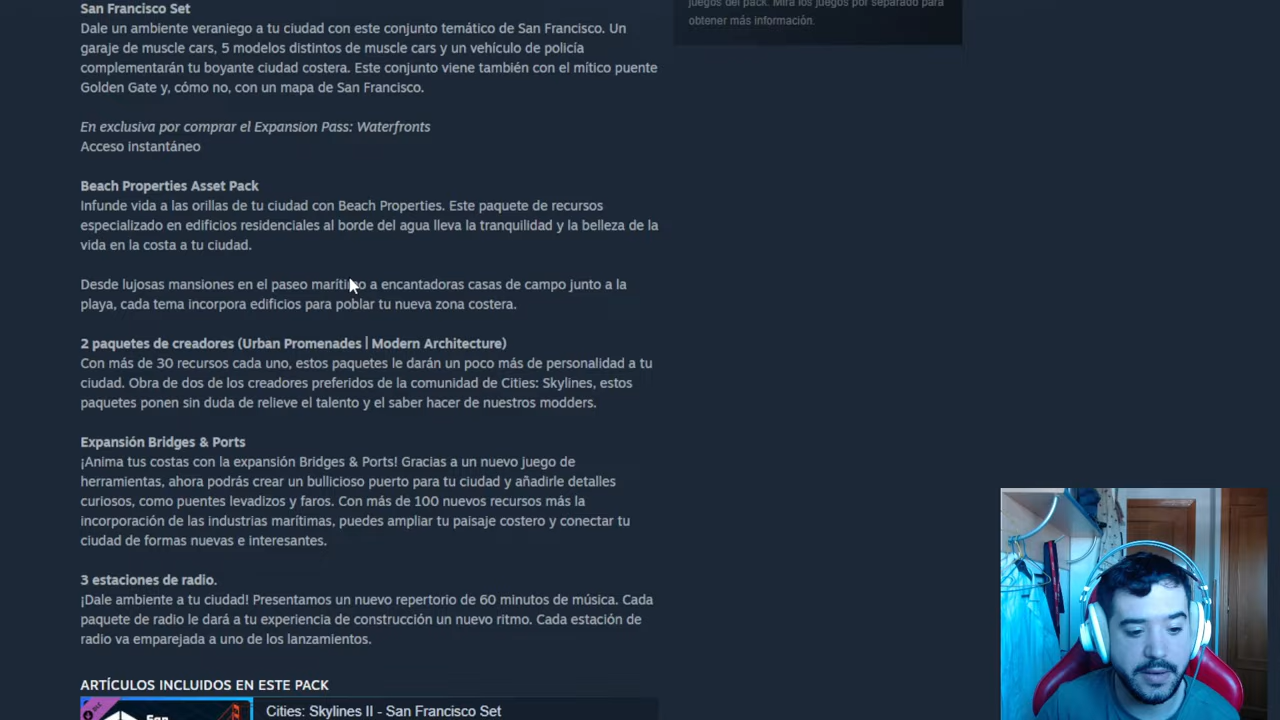 juegos del pack. Mira los juegos por separado para
obtener más información.
San Francisco Set
Dale un ambiente veraniego a tu ciudad con este conjunto temático de San Francisco. Un
garaje de muscle cars, 5 modelos distintos de muscle cars y un vehículo de policía
complementarán tu boyante ciudad costera. Este conjunto viene también con el mítico puente
Golden Gate y, cómo no, con un mapa de San Francisco.
En exclusiva por comprar el Expansion Pass: Waterfronts
Acceso instantáneo
Beach Properties Asset Pack
Infunde vida a las orillas de tu ciudad con Beach Properties. Este paquete de recursos
especializado en edificios residenciales al borde del agua lleva la tranquilidad y la belleza de la
vida en la costa a tu ciudad.
Desde lujosas mansiones en el paseo marítimo a encantadoras casas de campo junto a la
playa, cada tema incorpora edificios para poblar tu nueva zona costera.
2 paquetes de creadores (Urban Promenades | Modern Architecture)
Con más de 30 recursos cada uno, estos paquetes le darán un poco más de personalidad a tu
ciudad. Obra de dos de los creadores preferidos de la comunidad de Cities: Skylines, estos
paquetes ponen sin duda de relieve el talento y el saber hacer de nuestros modders.
Expansión Bridges & Ports
¡Anima tus costas con la expansión Bridges & Ports! Gracias a un nuevo juego de
herramientas, ahora podrás crear un bullicioso puerto para tu ciudad y añadirle detalles
curiosos, como puentes levadizos y faros. Con más de 100 nuevos recursos más la
incorporación de las industrias marítimas, puedes ampliar tu paisaje costero y conectar tu
ciudad de formas nuevas e interesantes.
3 estaciones de radio.
¡Dale ambiente a tu ciudad! Presentamos un nuevo repertorio de 60 minutos de música. Cada
paquete de radio le dará a tu experiencia de construcción un nuevo ritmo. Cada estación de
radio va emparejada a uno de los lanzamientos.
ARTÍCULOS INCLUIDOS EN ESTE PACK
Cities: Skylines II - San Francisco Set
San